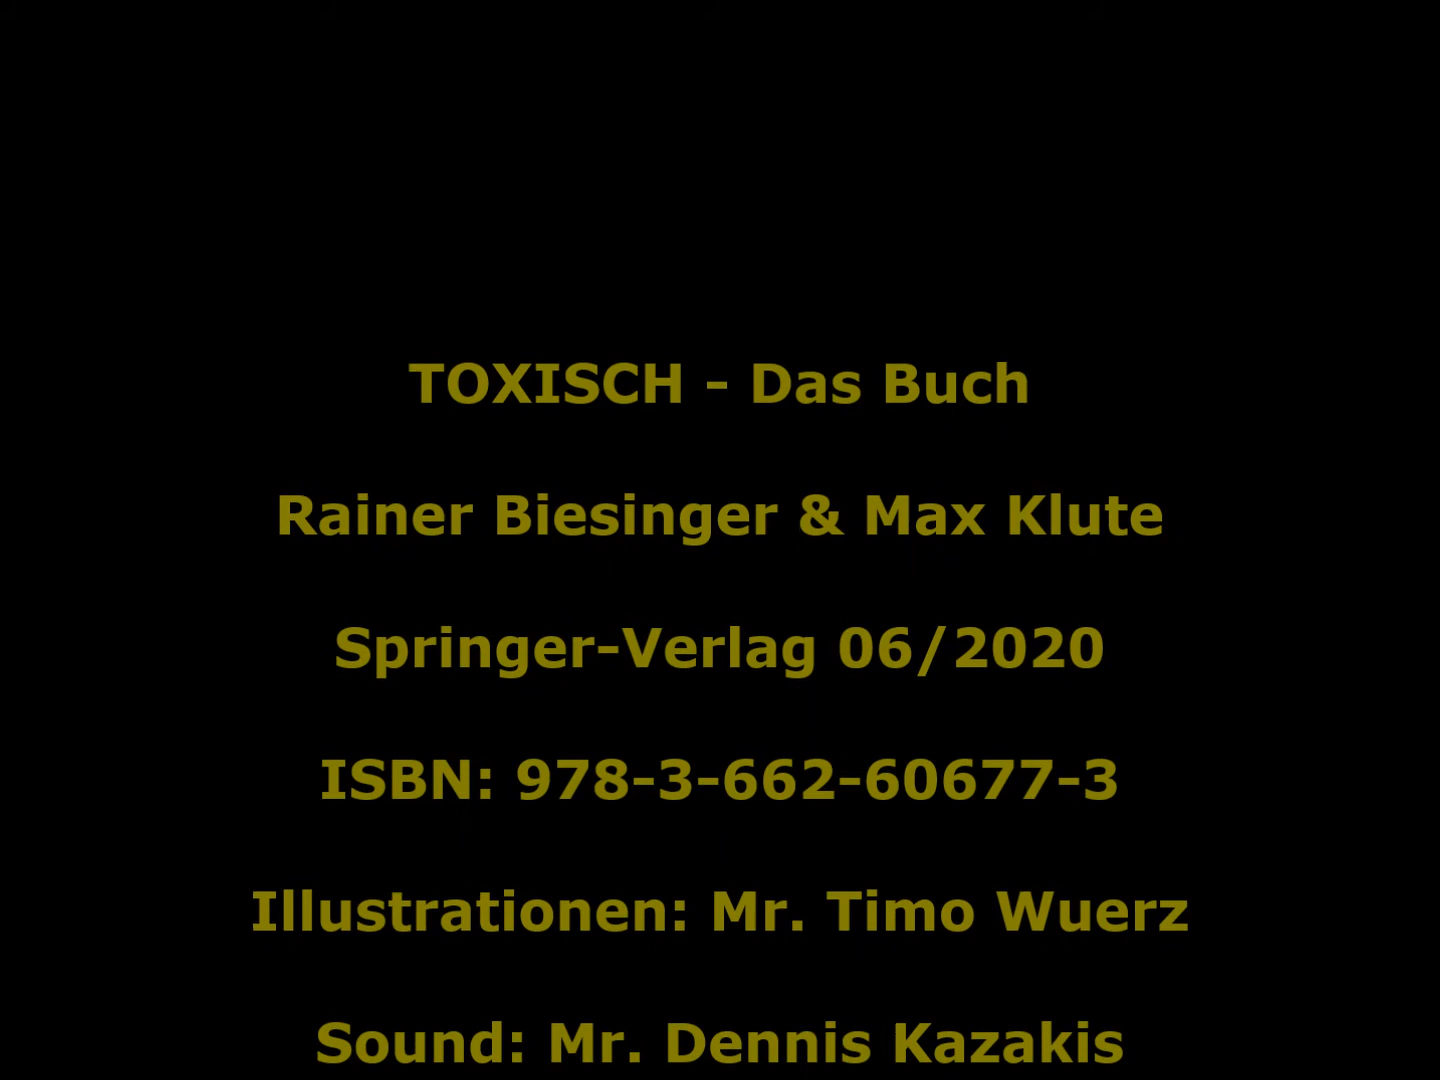 TOXISCH - Das Buch
Rainer Biesinger & Max Klute
Springer-Verlag 06/2020
ISBN: 978-3-662-60677-3
Illustrationen: Mr. Timo Wuerz
Sound: Mr. Dennis Kazakis